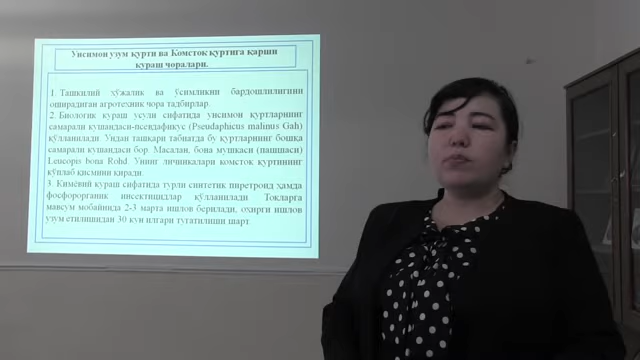 Унсимон узум қурти ва Комсток қуртига қарши
кураш чоралари.
1. Ташкилий хўжалик ва ўсимликни бардошлилигини
оширадиган агротехник чора тадбирлар.
2. Биологик кураш усули сифатида унсимон қуртларнинг
самарали кушандаси-псевдафикус (Pseudaphicus malinus Gah)
қўлланилади. Ундан ташқари табиатда бу қуртларнинг бошқа
самарали кушандаси бор. Масалан, бона мушкаси (пашшаси)
Leucopis bona Rohd. Унинг личинкалари комсток қуртининг
кўплаб қисмини қиради.
3. Кимёвий кураш сифатида турли синтетик пиретроид ҳамда
фосфорорганик инсектицидлар қўлланилади Токларга
мавсум мобайнида 2-3 марта ишлов берилади, охирги ишлов
узум етилишидан 30 кун илгари тугатилиши шарт